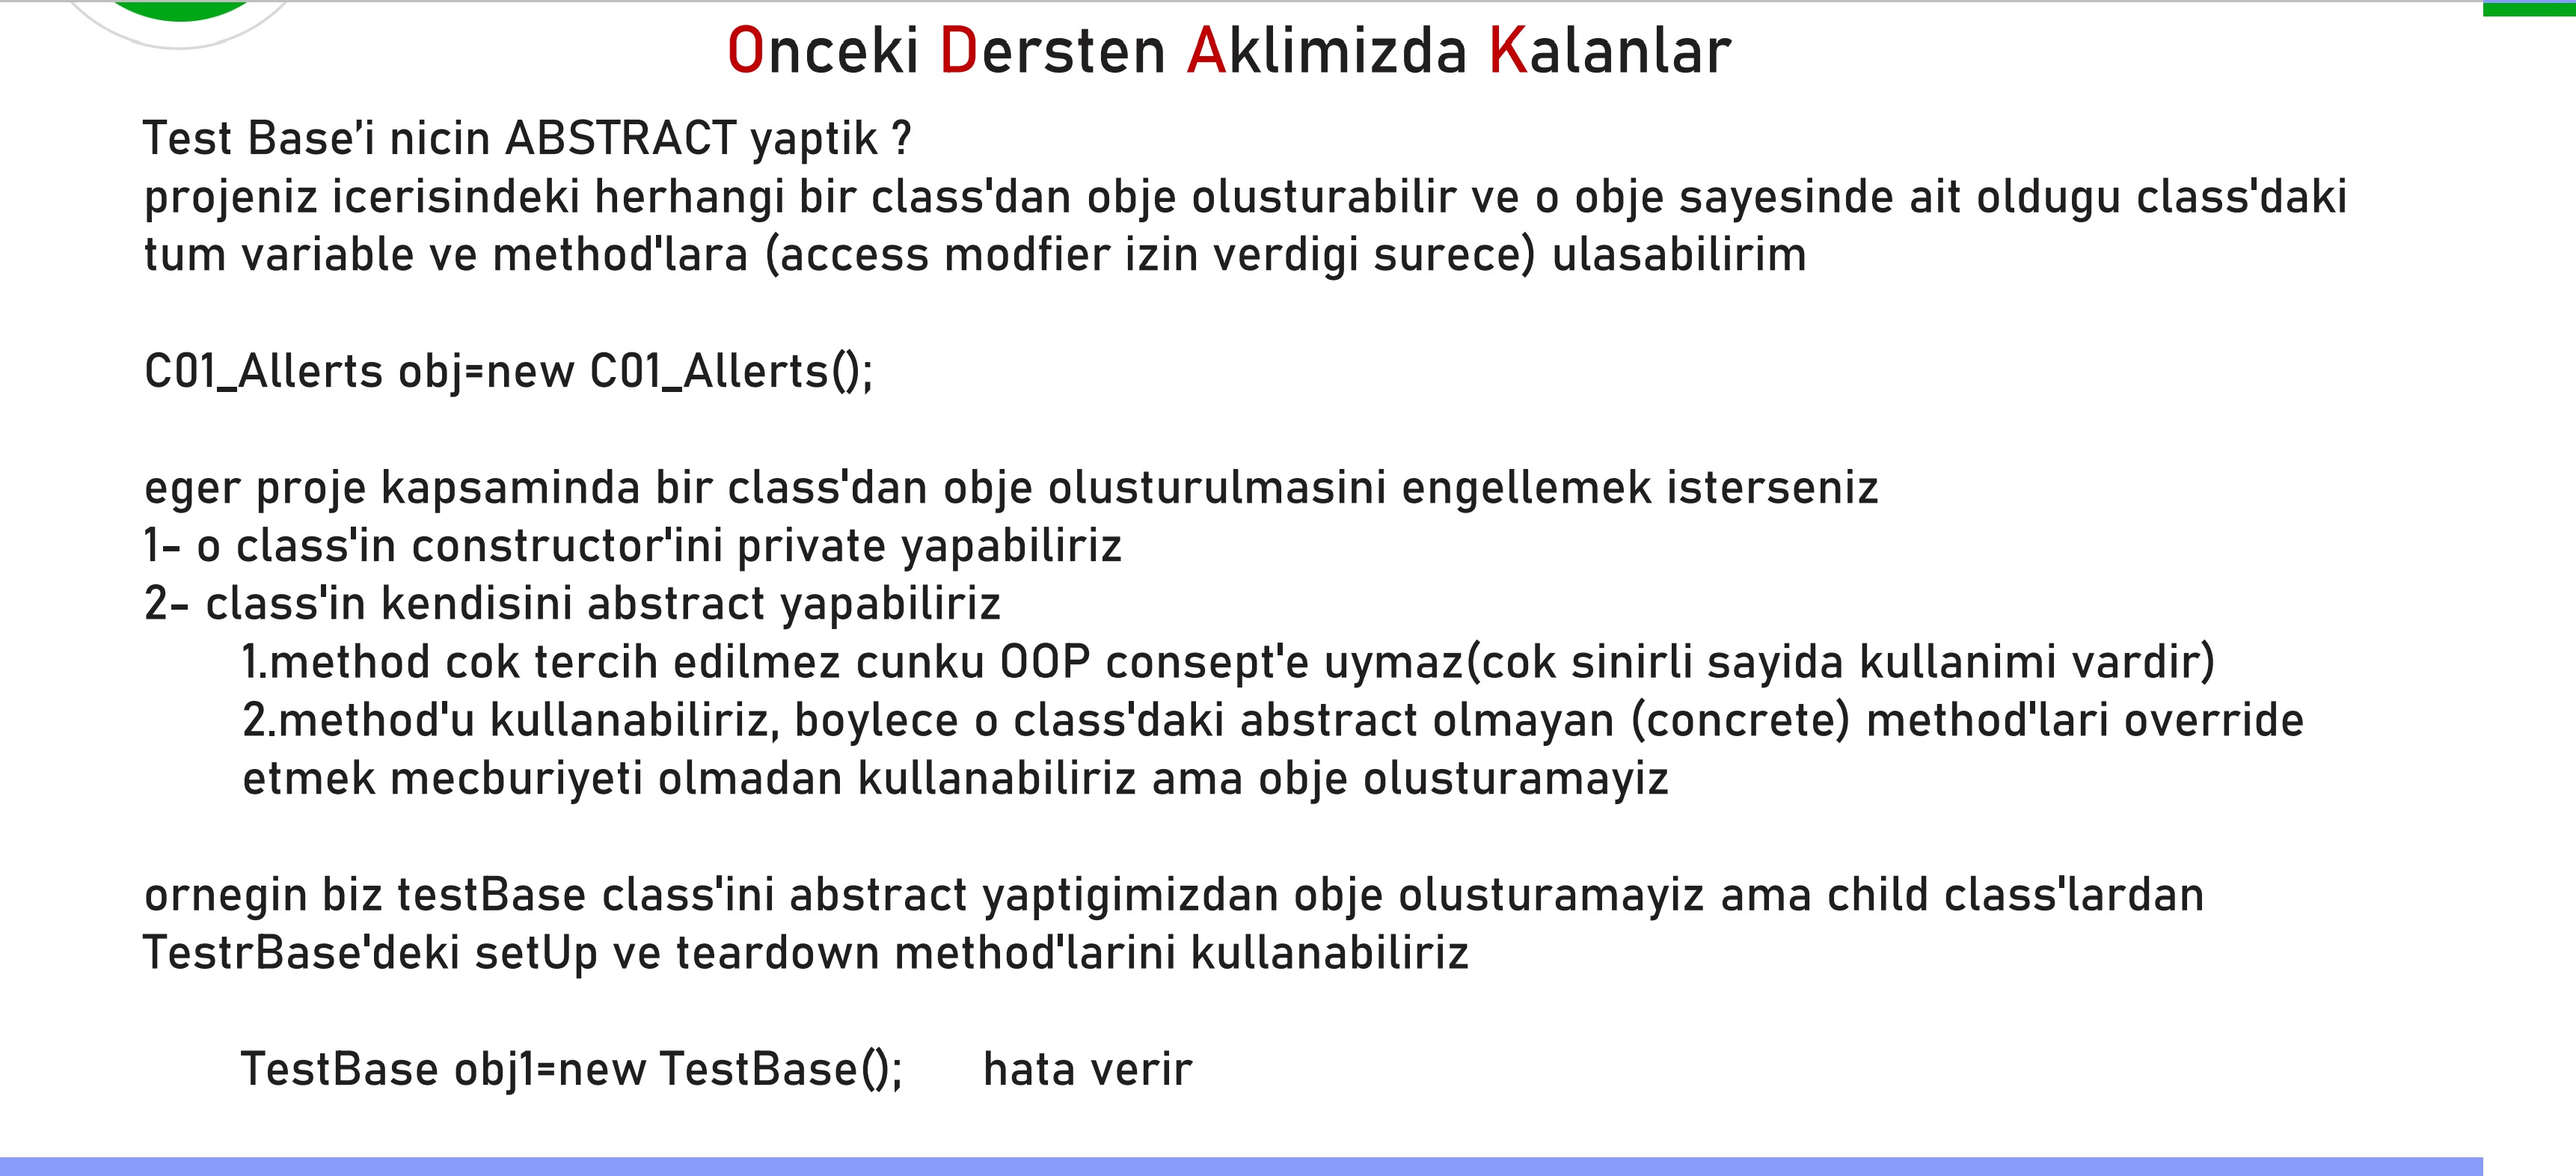 Onceki Dersten Aklimizda Kalanlar
Test Base'i nicin ABSTRACT yaptik ?
projeniz icerisindeki herhangi bir class'dan obje olusturabilir ve o obje sayesinde ait oldugu class'daki
tum variable ve method'lara (access modfier izin verdigi surece) ulasabilirim
C01_Allerts obj=new C01_Allerts();
eger proje kapsaminda bir class'dan obje olusturulmasini engellemek isterseniz
1- o class'in constructor'ini private yapabiliriz
2- class'in kendisini abstract yapabiliriz
1.method cok tercih edilmez cunku OOP consept'e uymaz(cok sinirli sayida kullanimi vardir)
2.method'u kullanabiliriz, boylece o class'daki abstract olmayan (concrete) method'lari override
etmek mecburiyeti olmadan kullanabiliriz ama obje olusturamayiz
ornegin biz testBase class'ini abstract yaptigimizdan obje olusturamayiz ama child class'lardan
TestrBase'deki setUp ve teardown method'larini kullanabiliriz
TestBase obj1=new TestBase(); hata verir